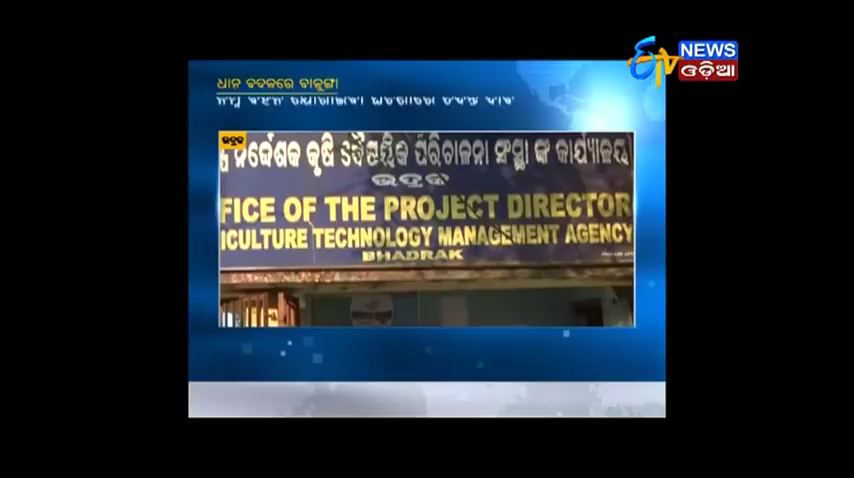 ETV NEWS
ଓଡ଼ିଆ
ଧାନ ବଦଳରେ ବାଳୁଙ୍ଗା
ଭଦ୍ରକ
ନିର୍ଦ୍ଦେଶକ କୃଷି ବୈଷୟିକ ପରିଚାଳନା ସଂସ୍ଥା ଙ୍କ କାର୍ଯ୍ୟାଳୟ
ଭଦ୍ରକ
FICE OF THE PROJECT DIRECTOR
ICULTURE TECHNOLOGY MANAGEMENT AGENCY
BHADRAK